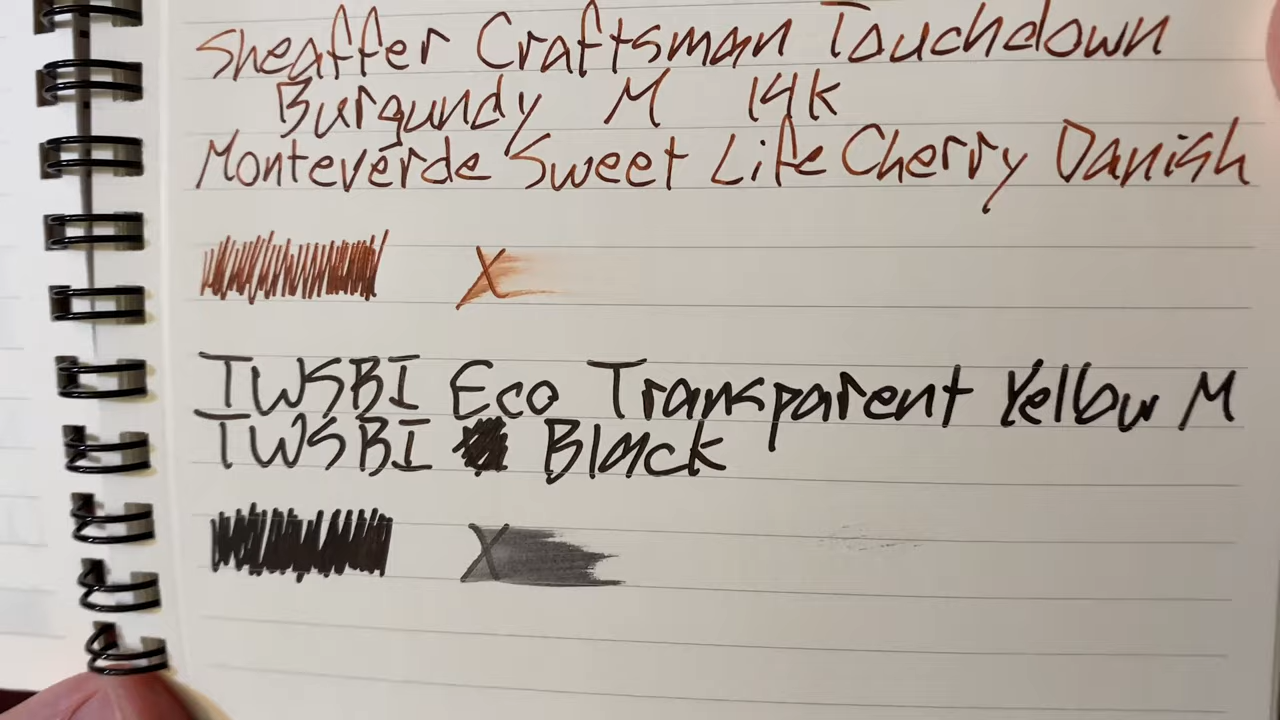 Sheaffer Craftsman Touchdown
Burgundy M 14k
Monteverde Sweet Life Cherry Danish
X
TWSBI Eco Transparent Yellow M
TWSBI Black
X